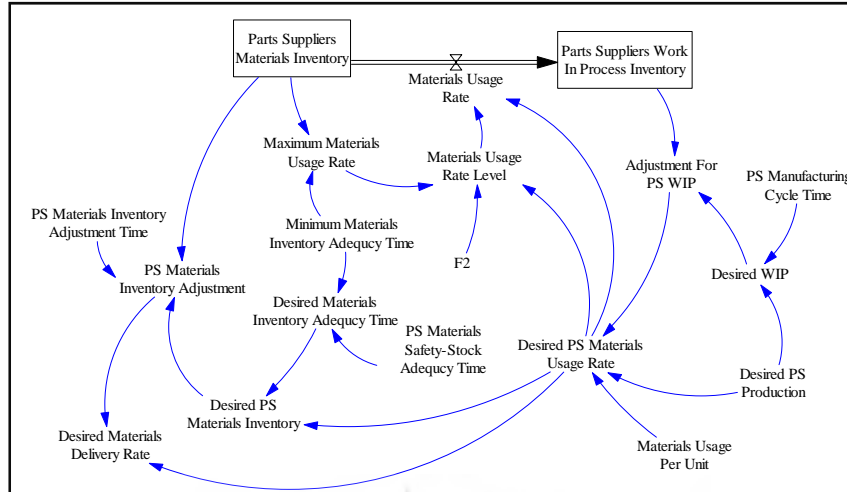 Parts Suppliers
Materials Inventory
Parts Suppliers Work
In Process Inventory
Materials Usage
Rate
Maximum Materials
Usage Rate
Materials Usage
Rate Level
Adjustment For
PS WIP
PS Manufacturing
Cycle Time
PS Materials Inventory
Adjustment Time
Minimum Materials
Inventory Adequcy Time
F2
Desired WIP
PS Materials
Inventory Adjustment
Desired Materials
Inventory Adequcy Time
PS Materials
Safety-Stock
Adequcy Time
Desired PS Materials
Usage Rate
Desired PS
Production
Desired PS
Materials Inventory
Desired Materials
Delivery Rate
Materials Usage
Per Unit